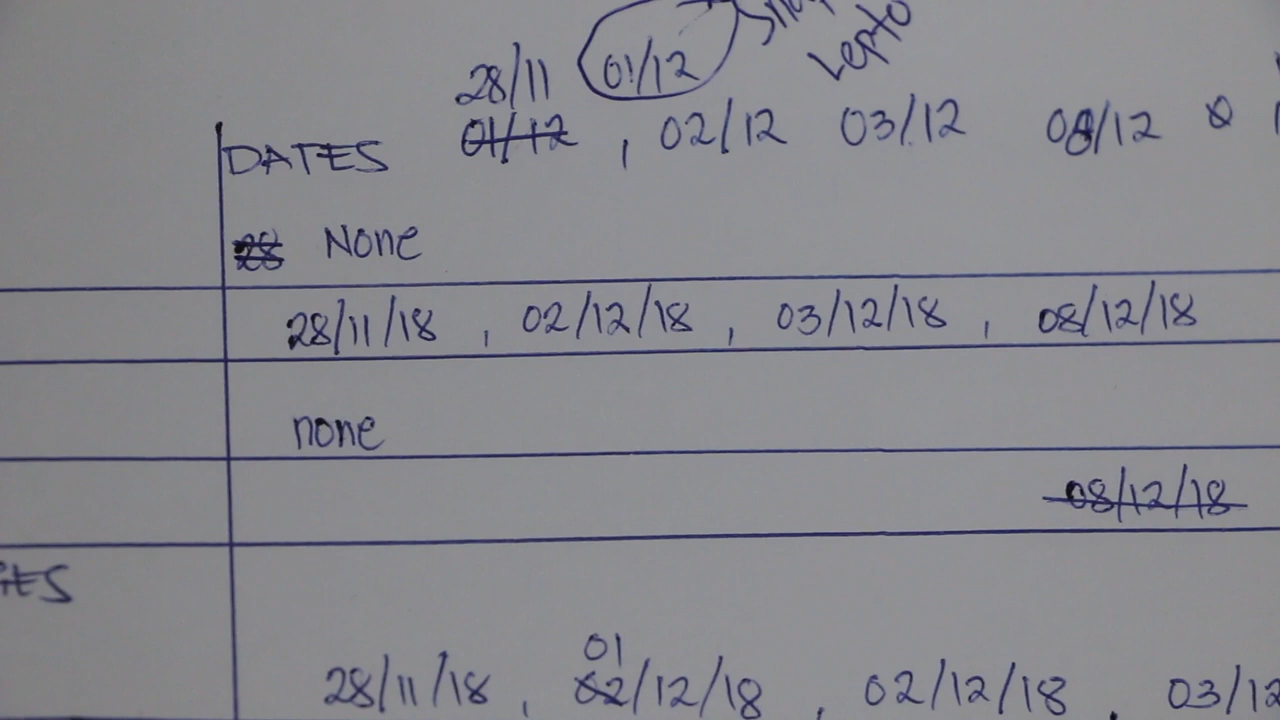 28/11 01/12
Lepto
DATES 01/12 , 02/12 03/12 08/12 &
28 None
28/11/18 , 02/12/18 , 03/12/18 , 08/12/18
none
08/12/18
01
28/11/18 , 02/12/18 , 02/12/18 , 03/12